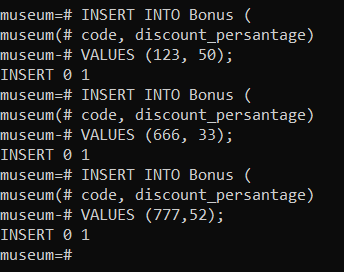 museum=# INSERT INTO Bonus (
museum(# code, discount_persantage)
museum-# VALUES (123, 50);
INSERT 0 1
museum=# INSERT INTO Bonus (
museum(# code, discount_persantage)
museum-# VALUES (666, 33);
INSERT 0 1
museum=# INSERT INTO Bonus (
museum(# code, discount_persantage)
museum-# VALUES (777,52);
INSERT 0 1
museum=#